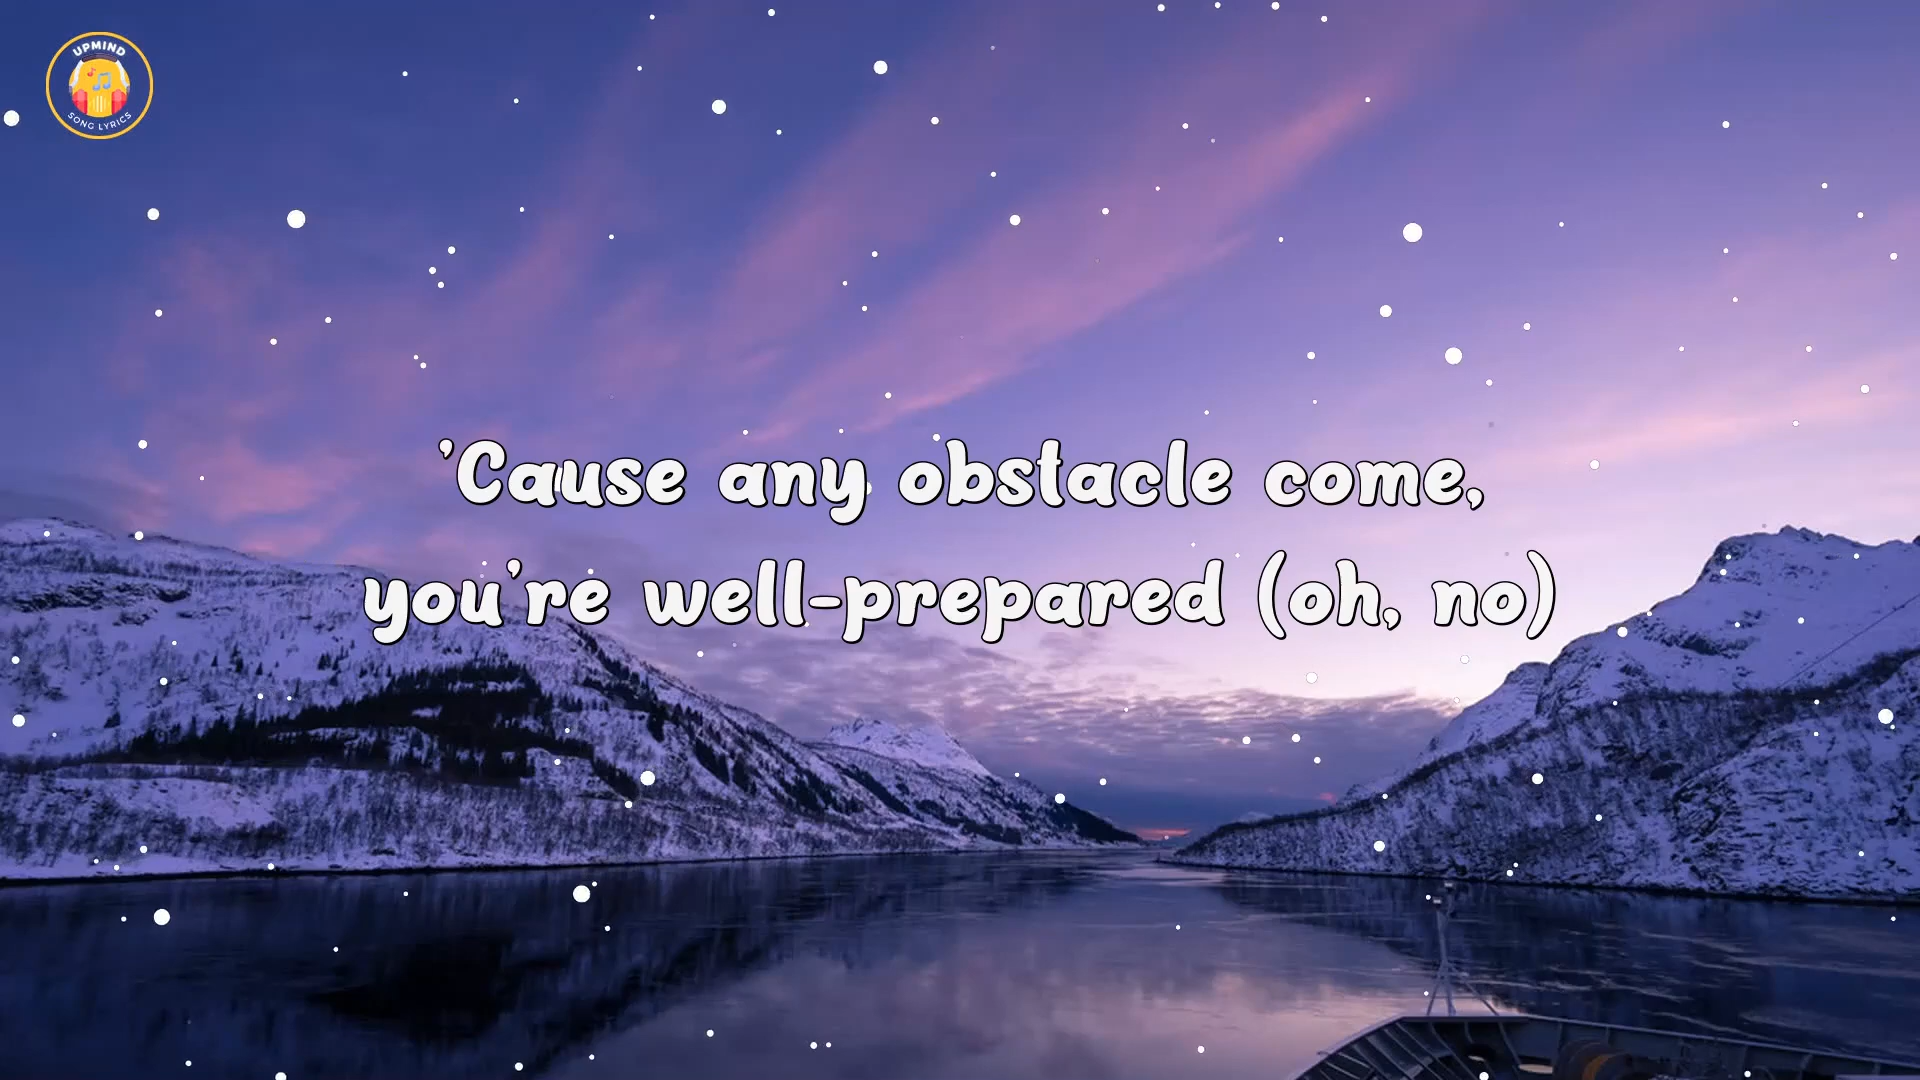 UPMIND
SONG LYRICS
'Cause any obstacle come,
you're well-prepared (oh, no)